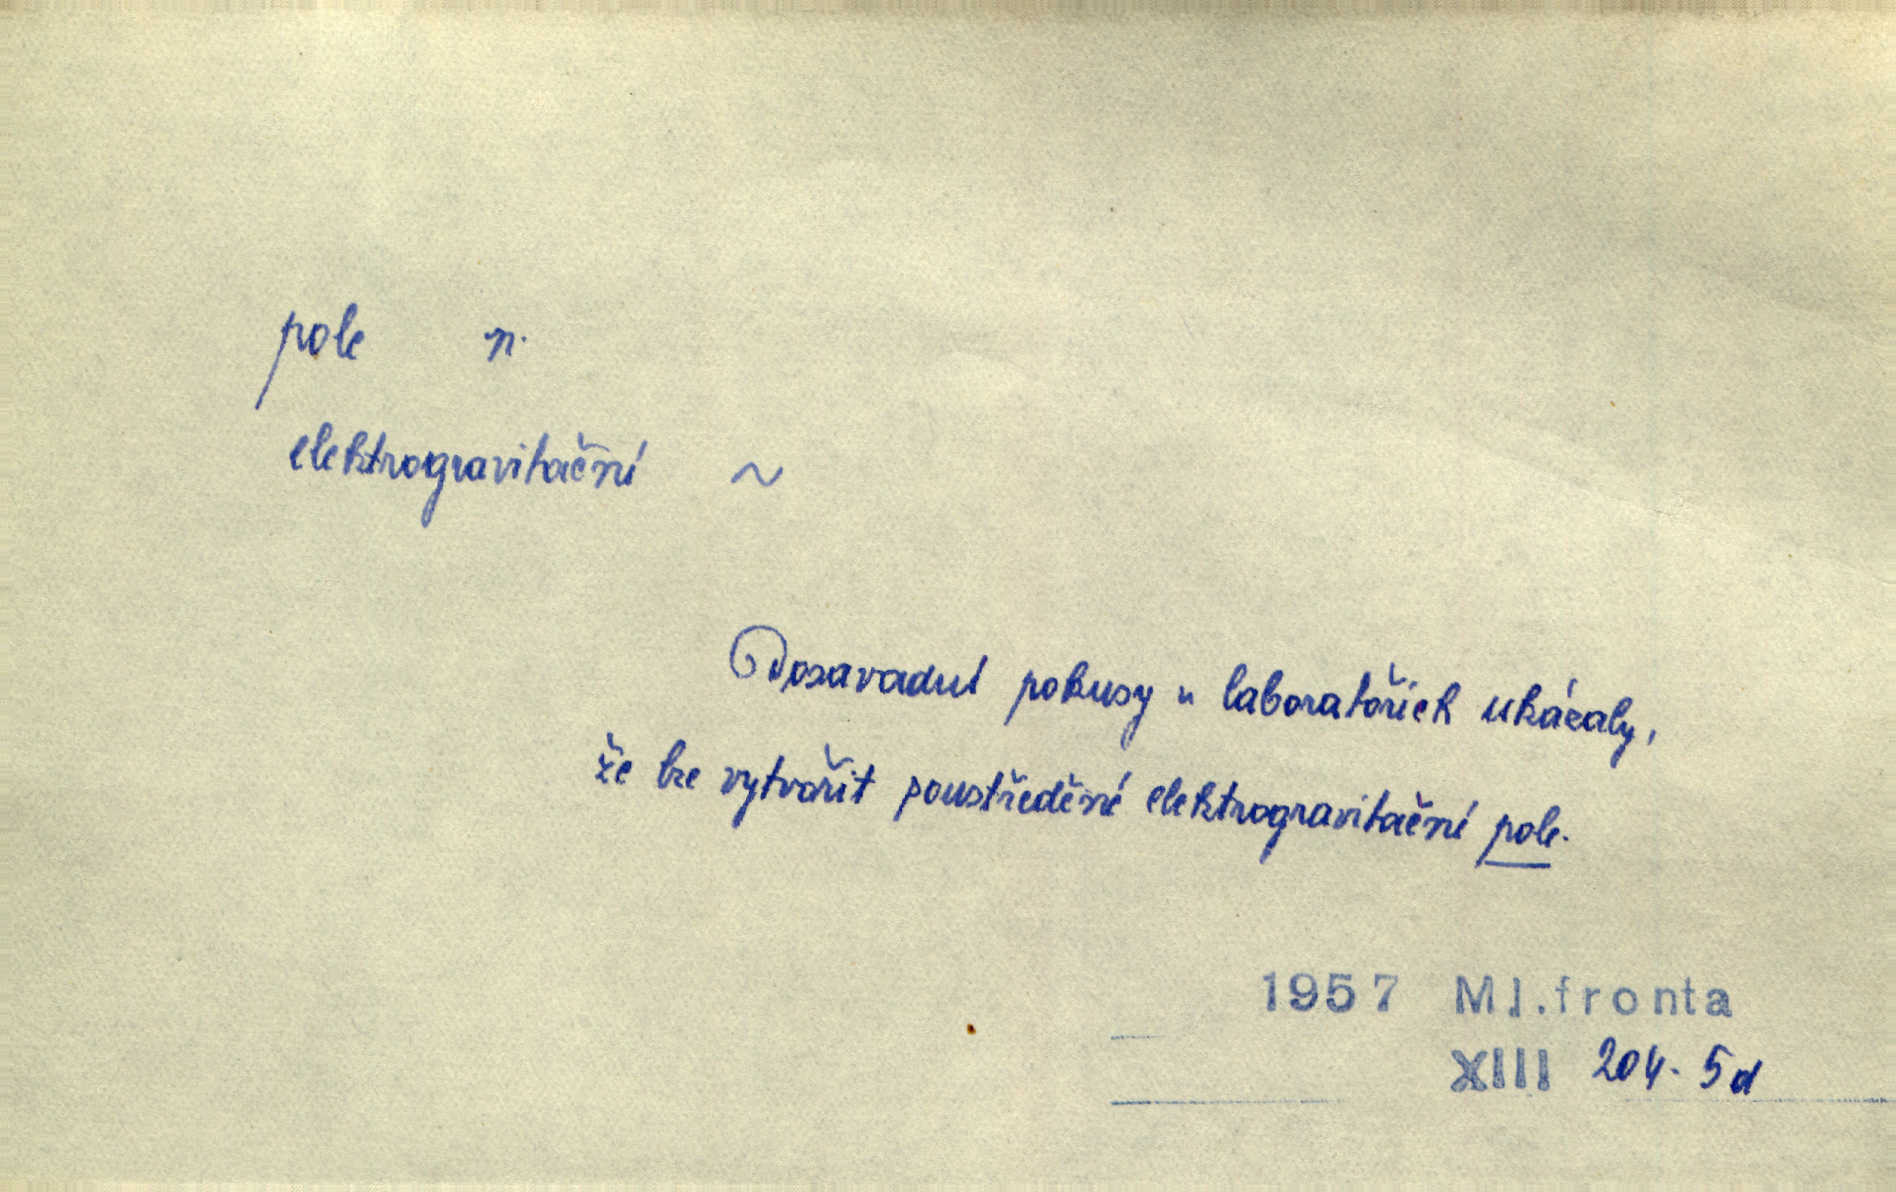 pole n.
elektrogravitační ~
Dosavadní pokusy v laboratořích ukázaly,
že lze vytvořit soustředěné elektrogravitační pole.
1957 Ml.fronta
XIII 204. 5d